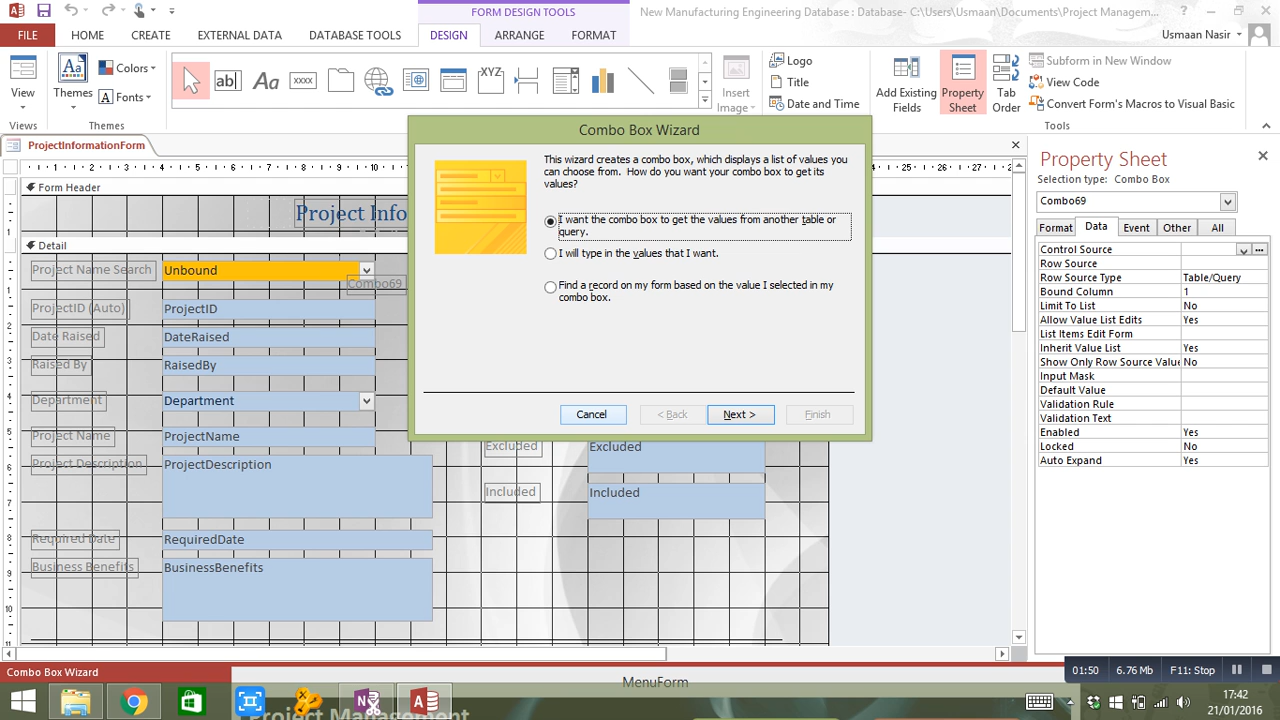 FORM DESIGN TOOLS
New Manufacturing Engineering Database : Database- C:\Users\Usmaan\Documents\Project Managem...
FILE
HOME
CREATE
EXTERNAL DATA
DATABASE TOOLS
DESIGN
ARRANGE
FORMAT
Usmaan Nasir
View
Themes
Colors
Fonts
ab|
Aa
xxxx
XYZ
Insert
Image
Logo
Title
Date and Time
Add Existing
Fields
Property
Sheet
Tab
Order
Subform in New Window
View Code
Convert Form's Macros to Visual Basic
Views
Themes
Tools
ProjectInformationForm
Form Header
Project Info
Detail
Project Name Search
Unbound
Combo69
ProjectID (Auto)
ProjectID
Date Raised
DateRaised
Raised By
RaisedBy
Department
Department
Project Name
ProjectName
Project Description
ProjectDescription
Required Date
RequiredDate
Business Benefits
BusinessBenefits
Excluded
Excluded
Included
Included
Combo Box Wizard
This wizard creates a combo box, which displays a list of values you
can choose from. How do you want your combo box to get its
values?
I want the combo box to get the values from another table or
query.
I will type in the values that I want.
Find a record on my form based on the value I selected in my
combo box.
Cancel
< Back
Next >
Finish
Property Sheet
Selection type: Combo Box
Combo69
Format
Data
Event
Other
All
Control Source
Row Source
Row Source Type Table/Query
Bound Column 1
Limit To List No
Allow Value List Edits Yes
List Items Edit Form
Inherit Value List Yes
Show Only Row Source Value No
Input Mask
Default Value
Validation Rule
Validation Text
Enabled Yes
Locked No
Auto Expand Yes
Combo Box Wizard
MenuForm
Project Management
01:50
6.76 Mb
F11: Stop
17:42
21/01/2016